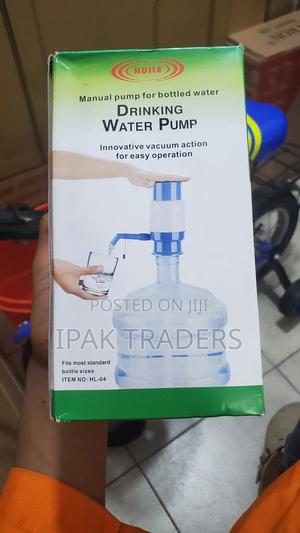 HUILE
Manual pump for bottled water
DRINKING
WATER PUMP
Innovative vacuum action
for easy operation
POSTED ON JIJI
IPAK TRADERS
Fits most standard
bottle sizes
ITEM NO: HL-04